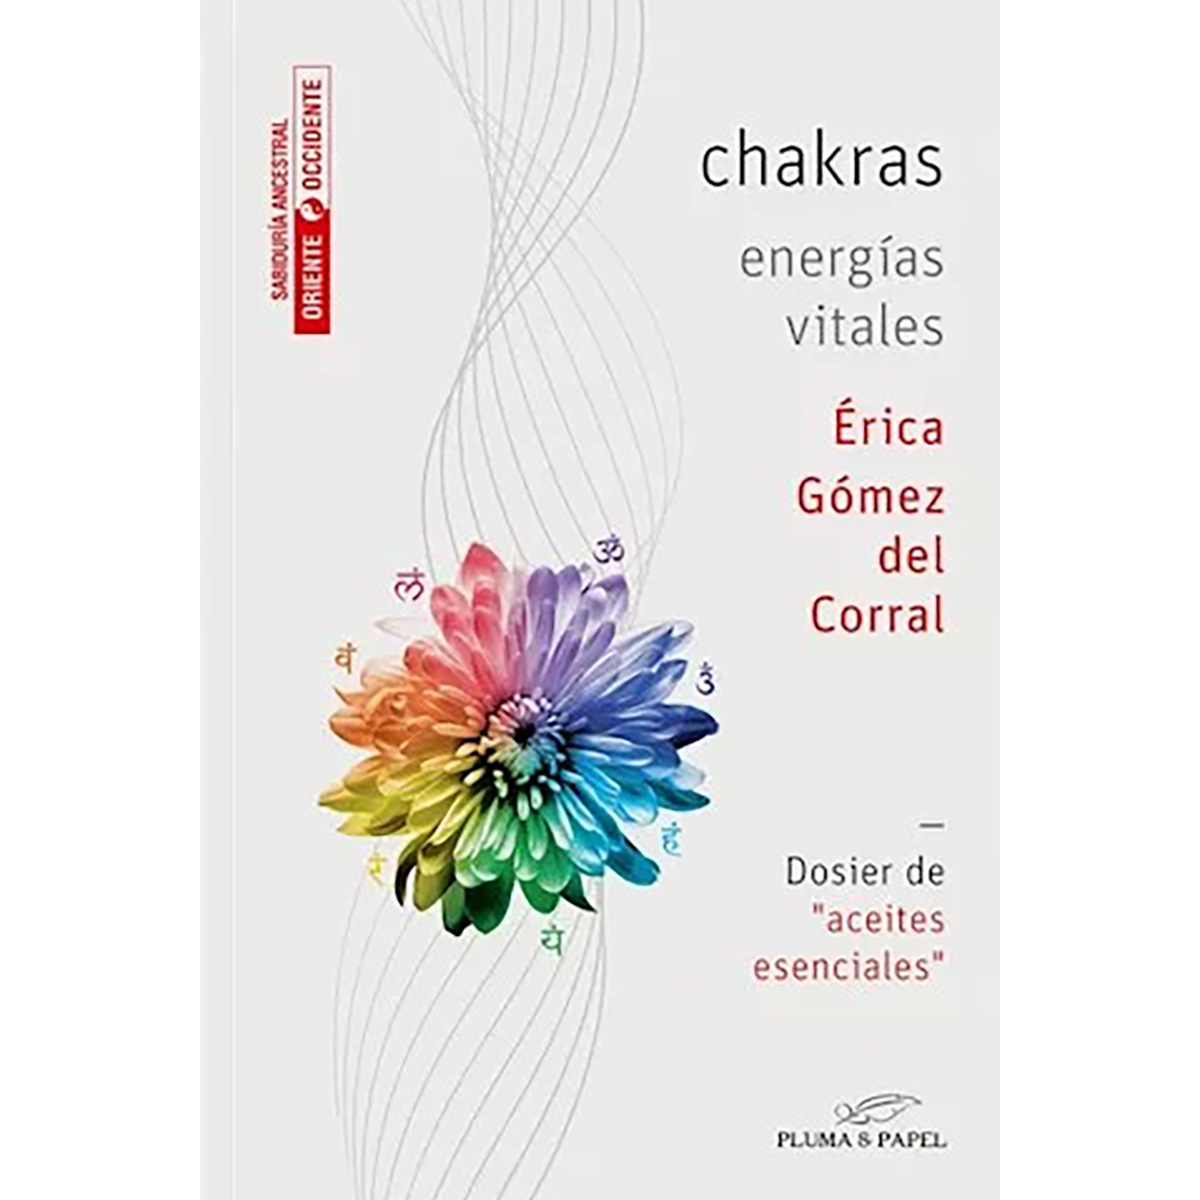 SABIDURÍA ANCESTRAL
ORIENTE OCCIDENTE
chakras
energías
vitales
Érica
Gómez
del
Corral
ॐ
लं
वं
उं
हं
रं
यं
Dosier de
"aceites
esenciales"
PLUMA & PAPEL